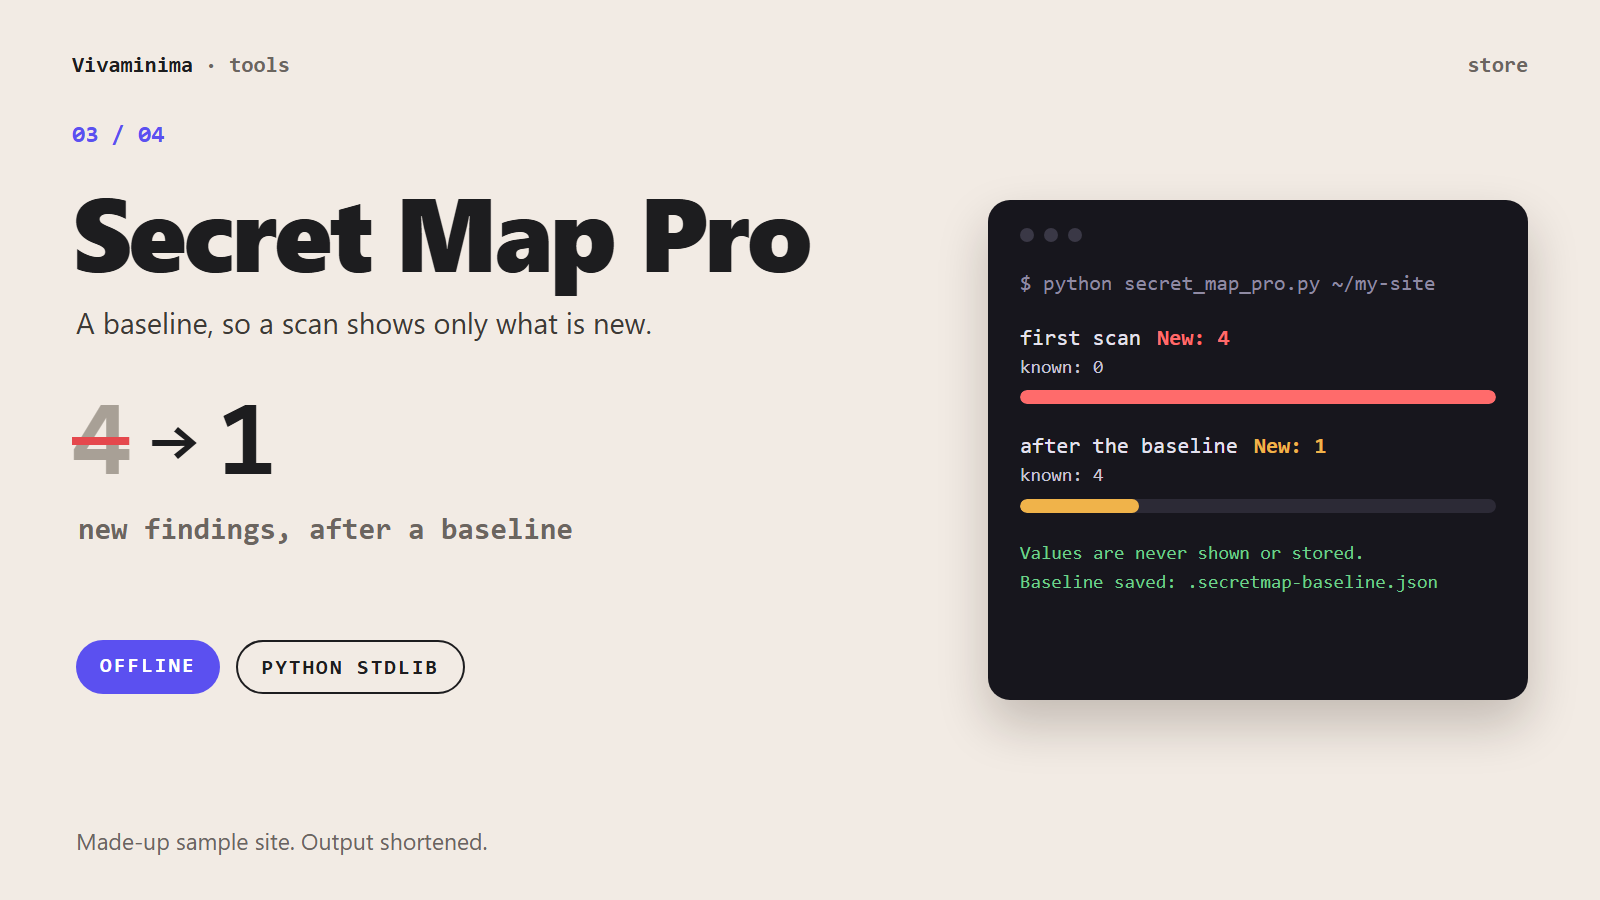 Vivaminima · tools
store
03 / 04
Secret Map Pro
A baseline, so a scan shows only what is new.
4 → 1
new findings, after a baseline
OFFLINE
PYTHON STDLIB
$ python secret_map_pro.py ~/my-site
first scan New: 4
known: 0
after the baseline New: 1
known: 4
Values are never shown or stored.
Baseline saved: .secretmap-baseline.json
Made-up sample site. Output shortened.